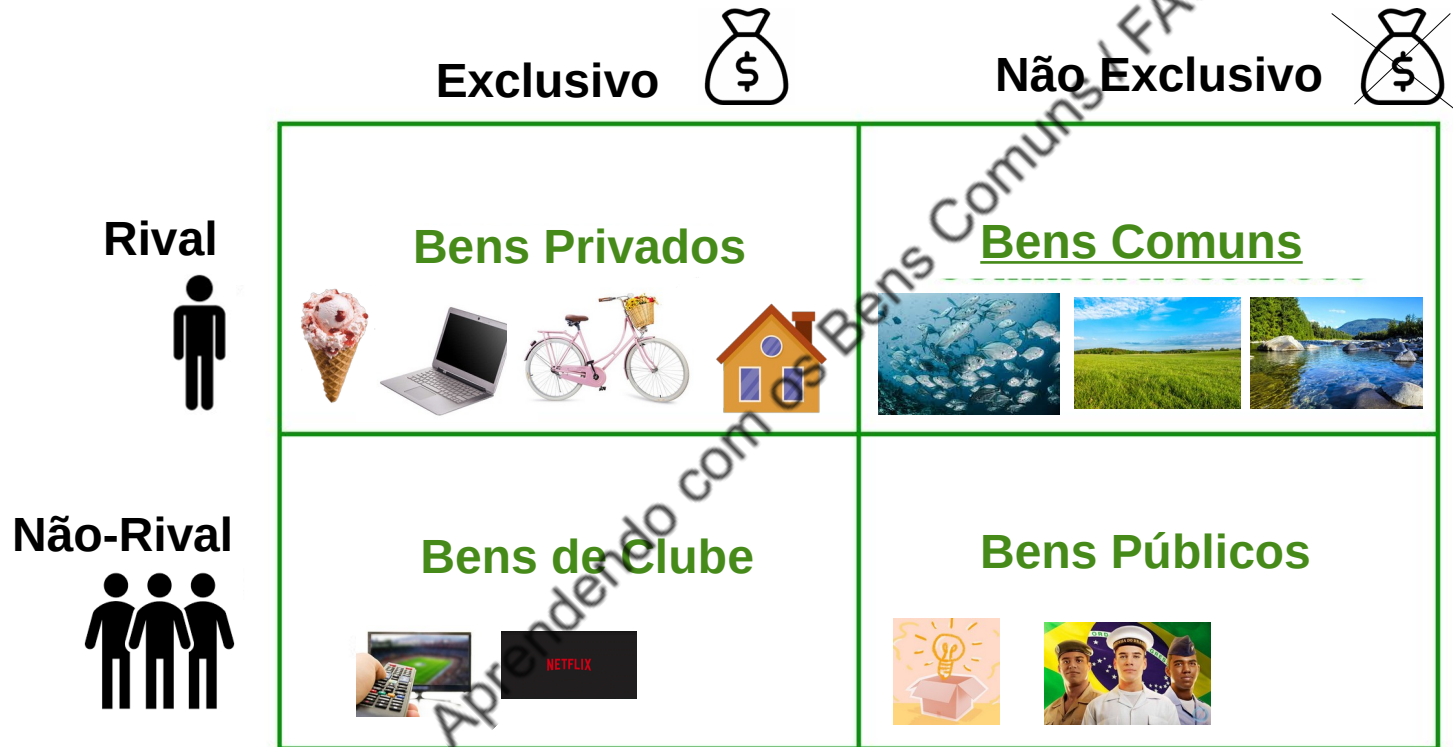 Exclusivo
Não Exclusivo
Rival
Bens Privados
Bens Comuns
Não-Rival
Bens de Clube
Bens Públicos
NETFLIX
Aprendendo com os Bens Comuns /